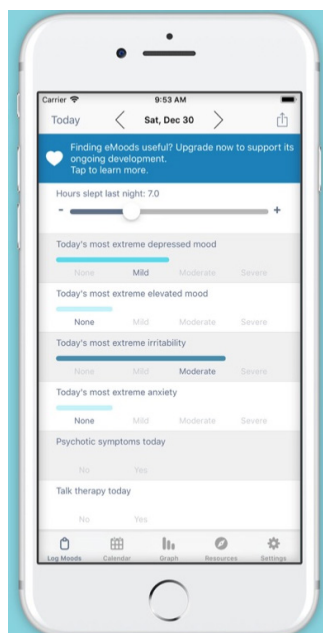 Carrier 9:53 AM
Today Sat, Dec 30
Finding eMoods useful? Upgrade now to support its
ongoing development.
Tap to learn more.
Hours slept last night: 7.0
- +
Today's most extreme depressed mood
None Mild Moderate Severe
Today's most extreme elevated mood
None Mild Moderate Severe
Today's most extreme irritability
None Mild Moderate Severe
Today's most extreme anxiety
None Mild Moderate Severe
Psychotic symptoms today
No Yes
Talk therapy today
No Yes
Log Moods Calendar Graph Resources Settings